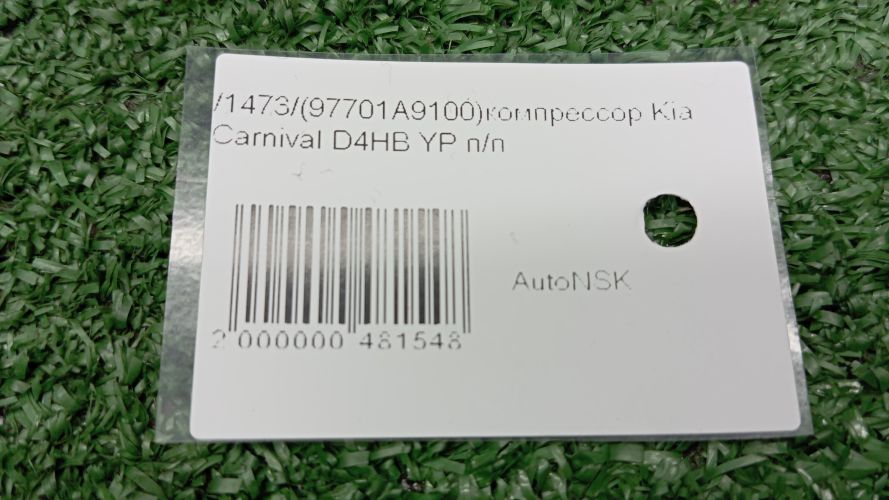 /1473/(97701A9100)компрессор Kia
Carnival D4HB YP п/п
AutoNSK
2 000000 481548